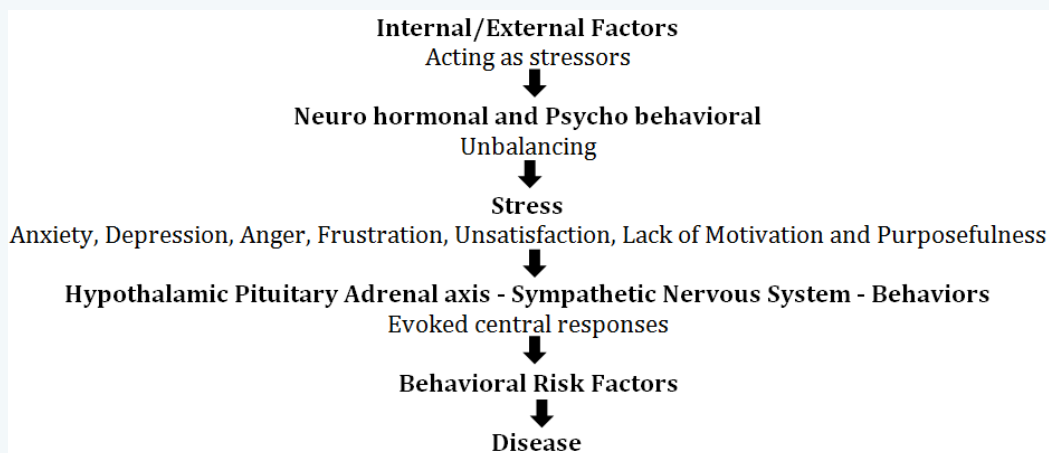 Internal/External Factors
Acting as stressors
Neuro hormonal and Psycho behavioral
Unbalancing
Stress
Anxiety, Depression, Anger, Frustration, Unsatisfaction, Lack of Motivation and Purposefulness
Hypothalamic Pituitary Adrenal axis - Sympathetic Nervous System - Behaviors
Evoked central responses
Behavioral Risk Factors
Disease